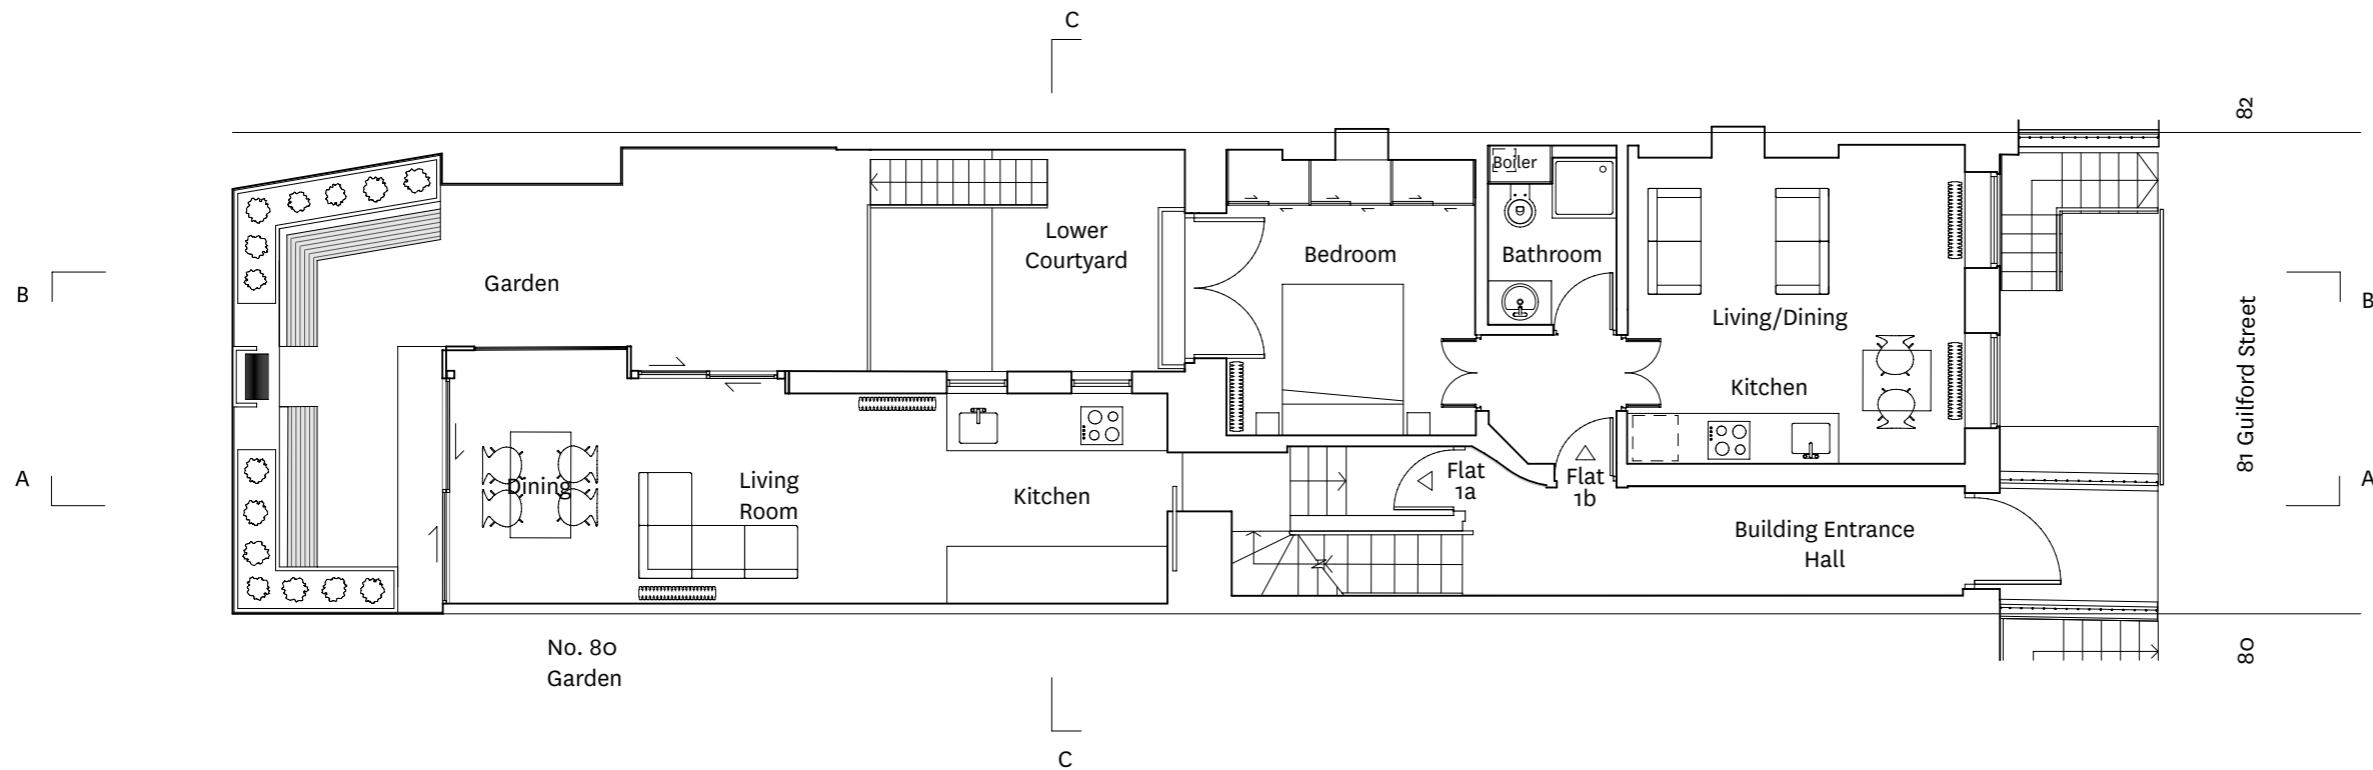 C
82
Boiler
Lower
Courtyard
Bedroom
Bathroom
Garden
B
B
Living/Dining
Kitchen
81 Guilford Street
A
A
Dining
Living
Room
Kitchen
Flat
1a
Flat
1b
Building Entrance
Hall
No. 80
Garden
80
C